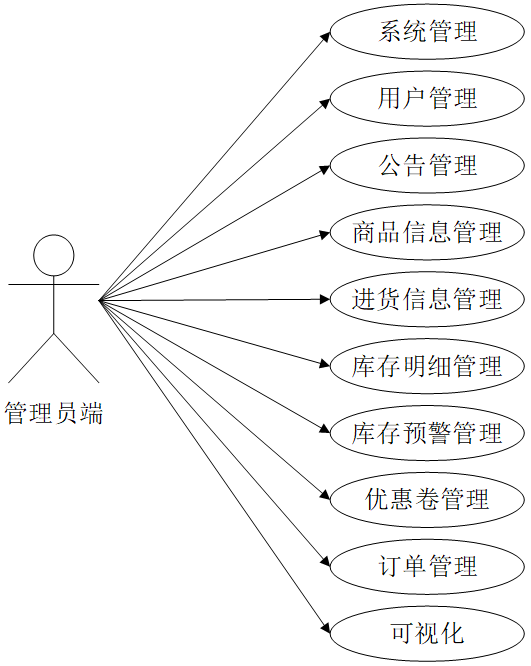 系统管理
用户管理
公告管理
商品信息管理
进货信息管理
库存明细管理
管理员端
库存预警管理
优惠卷管理
订单管理
可视化